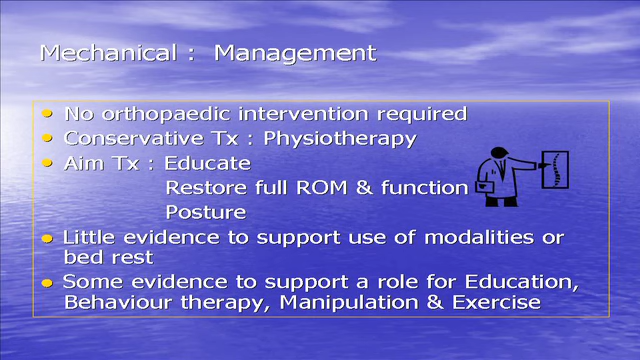 Mechanical :  Management
• No orthopaedic intervention required
• Conservative Tx : Physiotherapy
• Aim Tx : Educate
Restore full ROM & function
Posture
• Little evidence to support use of modalities or
bed rest
• Some evidence to support a role for Education,
Behaviour therapy, Manipulation & Exercise